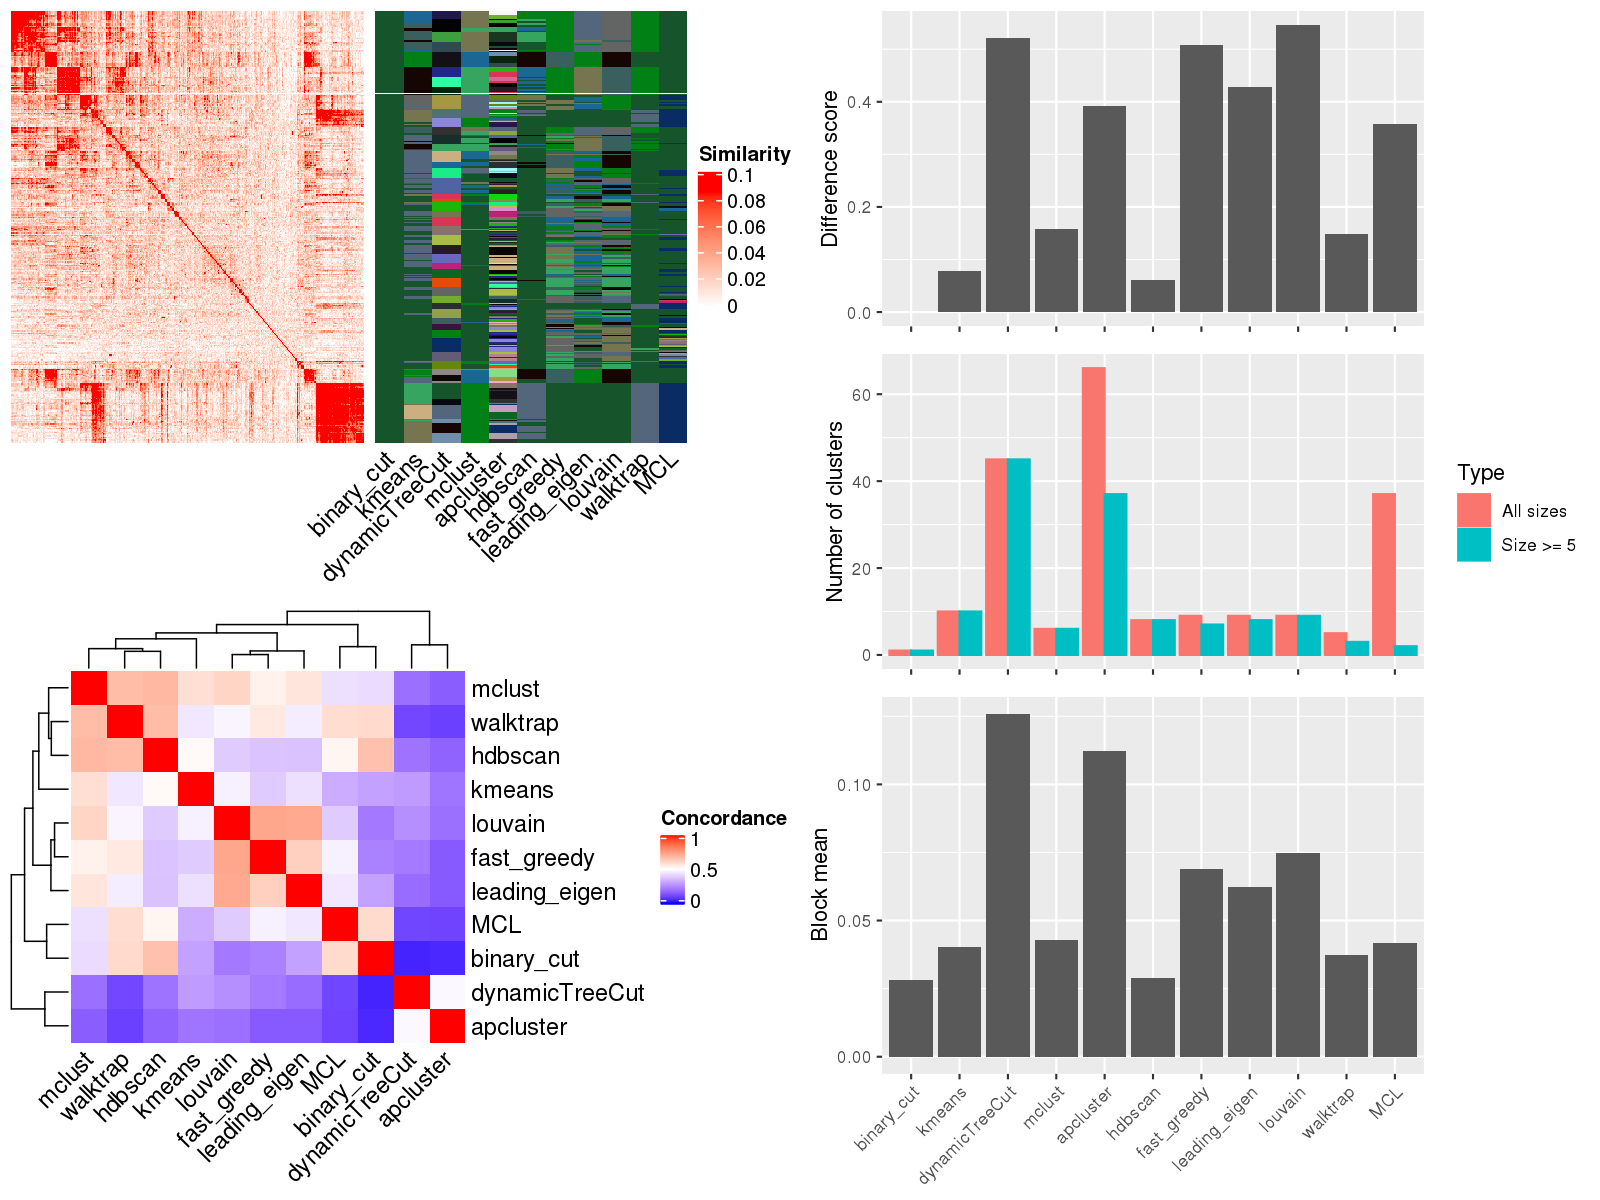 Similarity
0.1
0.08
0.06
0.04
0.02
0
binary_cut
kmeans
dynamicTreeCut
mclust
apcluster
hdbscan
fast_greedy
leading_eigen
louvain
walktrap
MCL
mclust
walktrap
hdbscan
kmeans
louvain
fast_greedy
leading_eigen
MCL
binary_cut
dynamicTreeCut
apcluster
Concordance
1
0.5
0
mclust
walktrap
hdbscan
kmeans
louvain
fast_greedy
leading_eigen
MCL
binary_cut
dynamicTreeCut
apcluster
Difference score
0.4
0.2
0.0
Number of clusters
60
40
20
0
Type
All sizes
Size >= 5
Block mean
0.10
0.05
0.00
binary_cut
kmeans
dynamicTreeCut
mclust
apcluster
hdbscan
fast_greedy
leading_eigen
louvain
walktrap
MCL